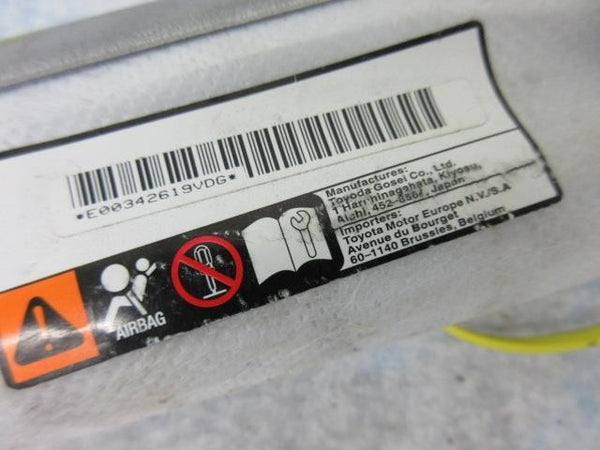 *E00342619VDG*
Manufactures:
Toyoda Gosei Co., Ltd.
1 Haruhinagahata, Kiyosu,
Aichi, 452-8564, Japan
Importers:
Toyota Motor Europe N.V./S.A
Avenue du Bourget
60-1140 Brussles, Belgium
AIRBAG